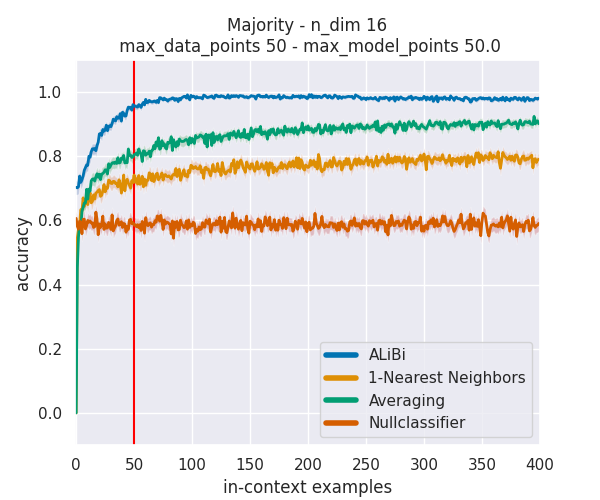 Majority - n_dim 16
max_data_points 50 - max_model_points 50.0
accuracy
1.0
0.8
0.6
0.4
0.2
0.0
ALiBi
1-Nearest Neighbors
Averaging
Nullclassifier
0 50 100 150 200 250 300 350 400
in-context examples